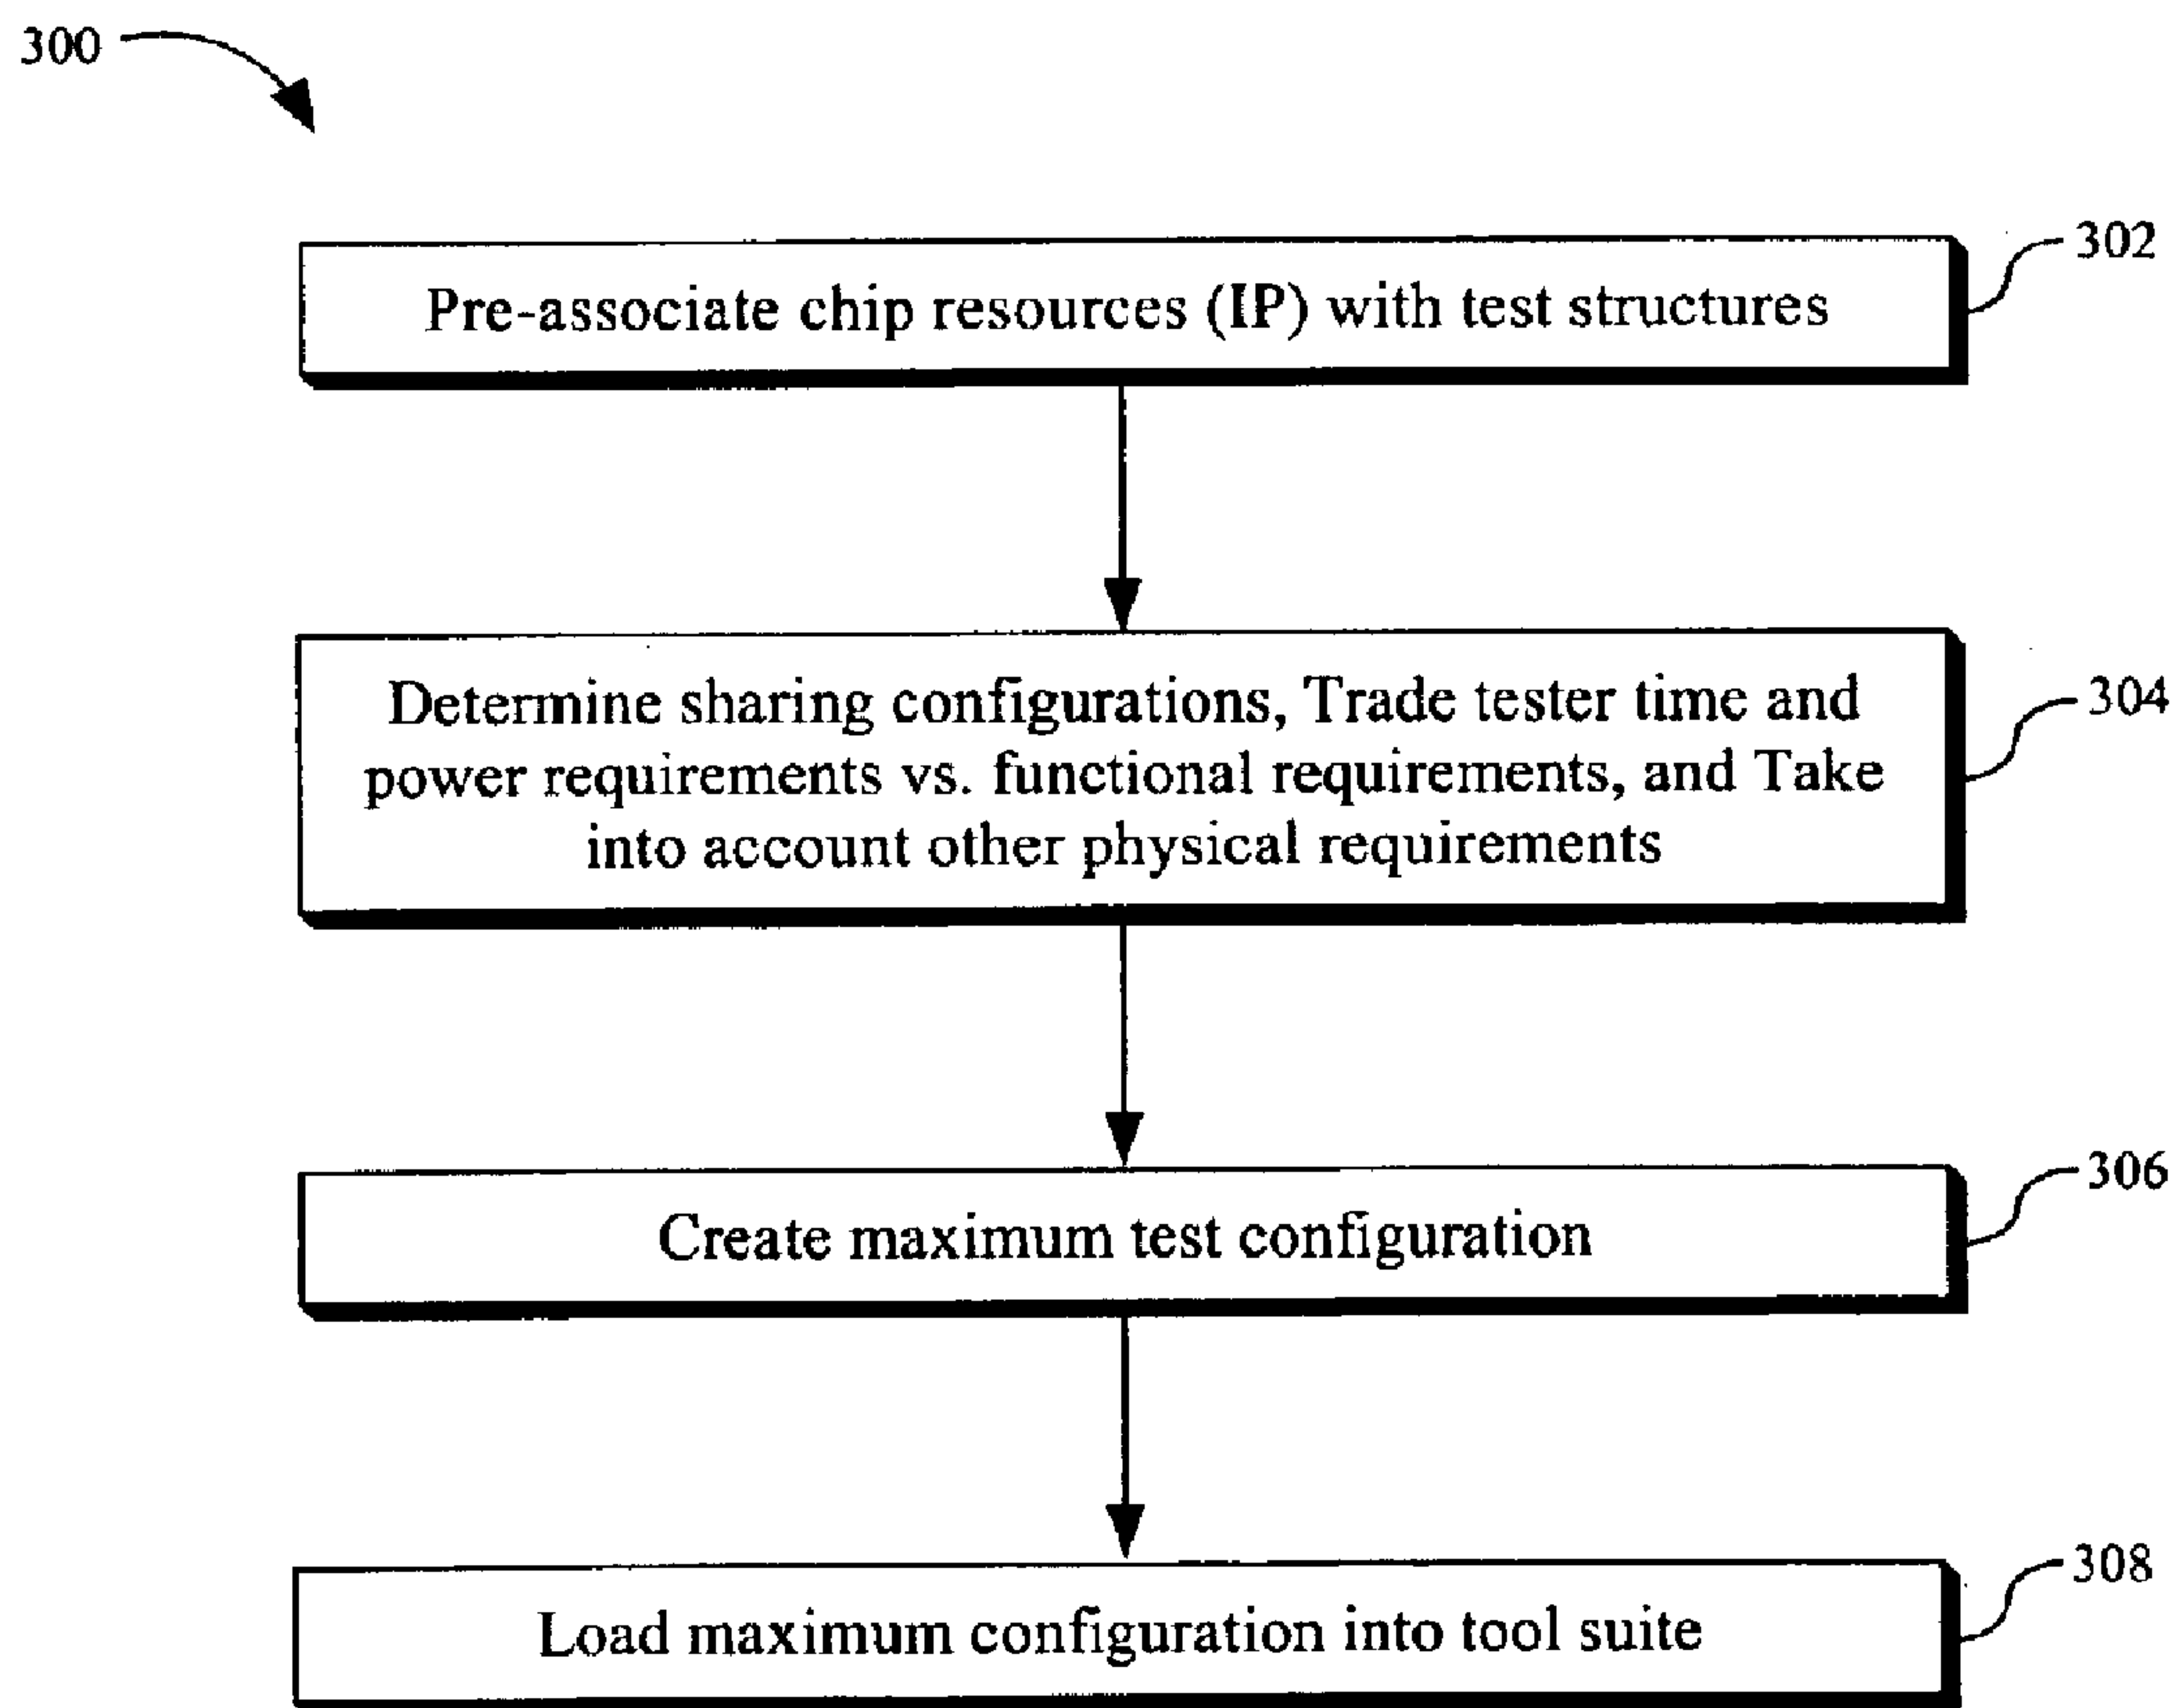 300
302
Pre-associate chip resources (IP) with test structures
304
Determine sharing configurations, Trade tester time and
power requirements vs. functional requirements, and Take
into account other physical requirements
306
Create maximum test configuration
308
Load maximum configuration into tool suite